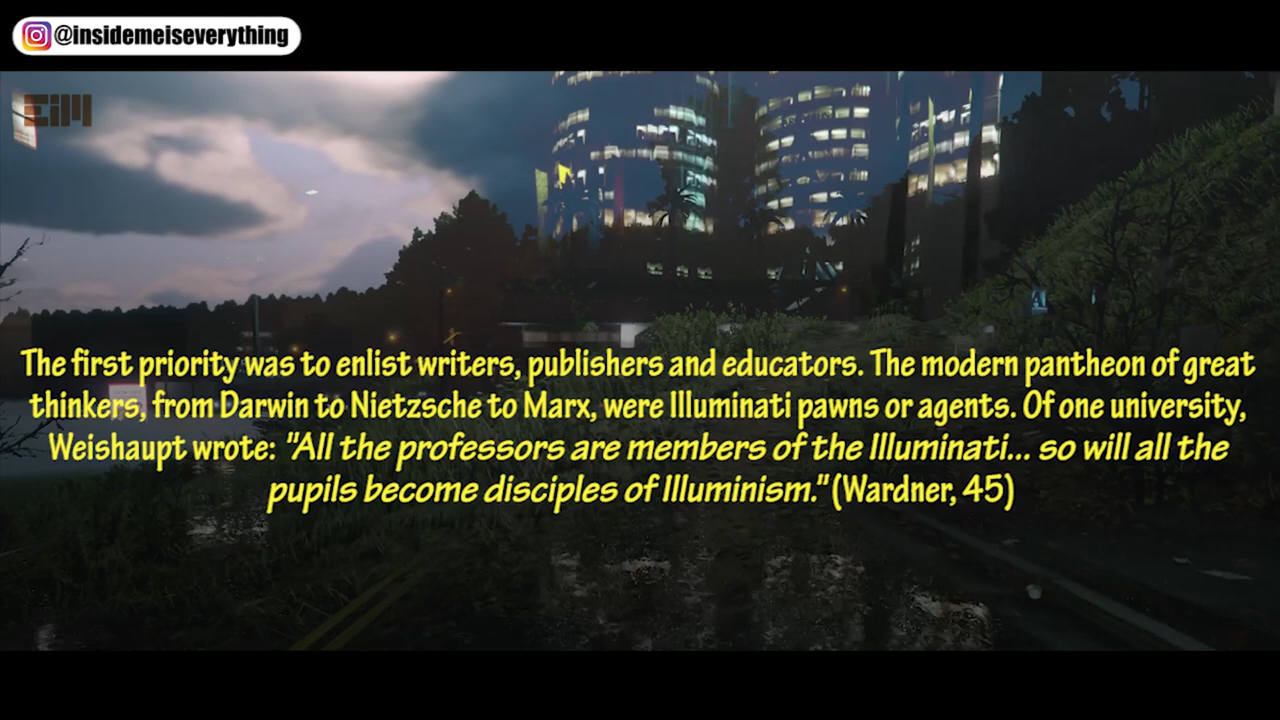 @insidemeiseverything
EiM
The first priority was to enlist writers, publishers and educators. The modern pantheon of great
thinkers, from Darwin to Nietzsche to Marx, were Illuminati pawns or agents. Of one university,
Weishaupt wrote: "All the professors are members of the Illuminati... so will all the
pupils become disciples of Illuminism." (Wardner, 45)